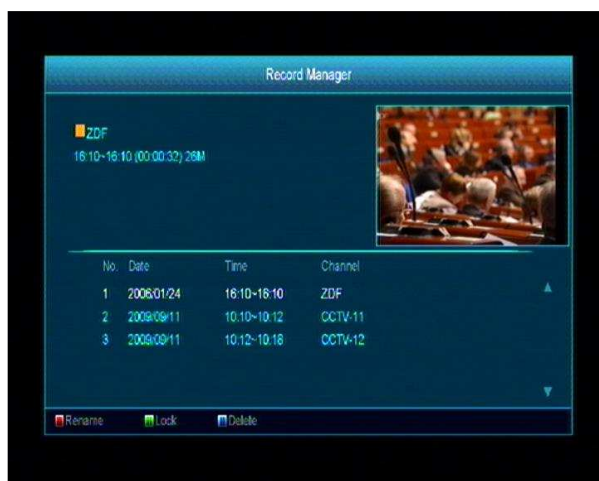 Record Manager
ZDF
16:10~16:10 (00:00:32) 26M
No. Date Time Channel
1 2006/01/24 16:10~16:10 ZDF
2 2009/09/11 10:10~10:12 CCTV-11
3 2009/09/11 10:12~10:18 CCTV-12
Rename Lock Delete